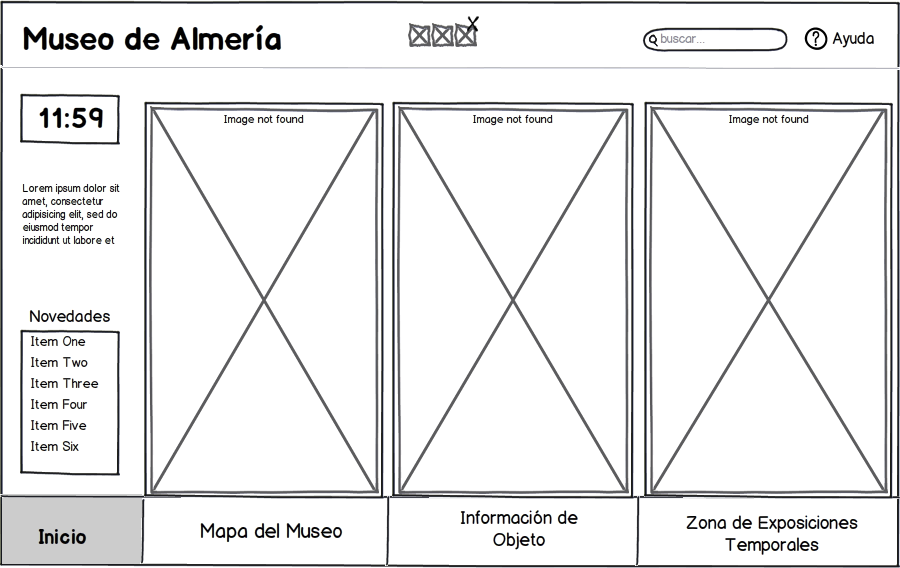 Museo de Almería
buscar...
? Ayuda
11:59
Lorem ipsum dolor sit
amet, consectetur
adipisicing elit, sed do
eiusmod tempor
incididunt ut labore et
Novedades
Item One
Item Two
Item Three
Item Four
Item Five
Item Six
Image not found
Image not found
Image not found
Inicio
Mapa del Museo
Información de
Objeto
Zona de Exposiciones
Temporales